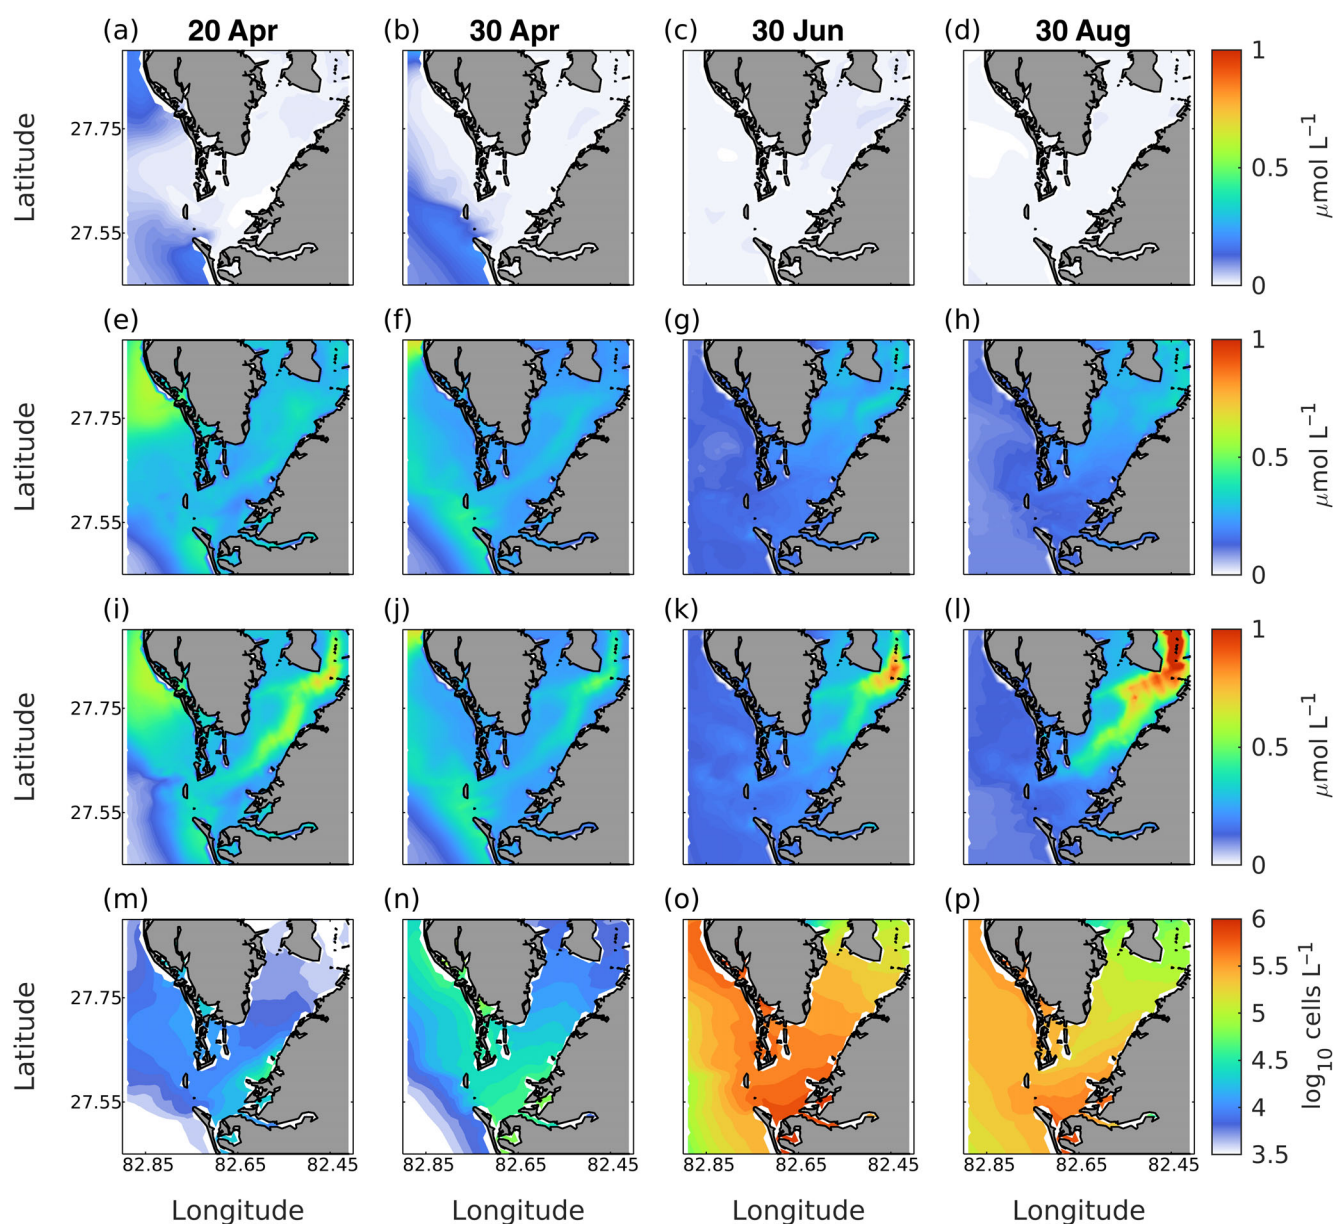 (a) 20 Apr (b) 30 Apr (c) 30 Jun (d) 30 Aug
Latitude 27.75 27.55 1 0.5 0 μmol L⁻¹
(e) (f) (g) (h)
Latitude 27.75 27.55 1 0.5 0 μmol L⁻¹
(i) (j) (k) (l)
Latitude 27.75 27.55 1 0.5 0 μmol L⁻¹
(m) (n) (o) (p)
Latitude 27.75 27.55 6 5.5 5 4.5 4 3.5 log₁₀ cells L⁻¹
82.85 82.65 82.45 82.85 82.65 82.45 82.85 82.65 82.45 82.85 82.65 82.45
Longitude Longitude Longitude Longitude